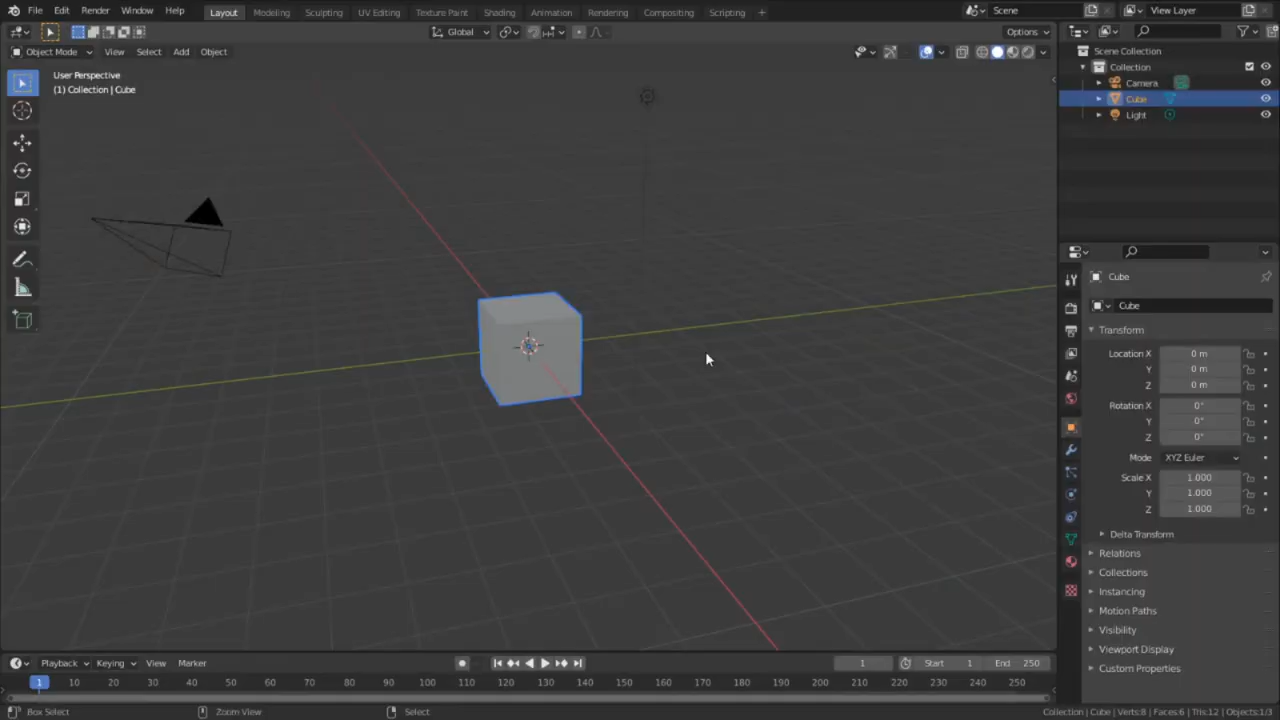 File Edit Render Window Help Layout Modeling Sculpting UV Editing Texture Paint Shading Animation Rendering Compositing Scripting + Scene View Layer
Global Options
Object Mode View Select Add Object
User Perspective
(1) Collection | Cube
Scene Collection
Collection
Camera
Cube
Light
Cube
Cube
Transform
Location X 0 m
Y 0 m
Z 0 m
Rotation X 0°
Y 0°
Z 0°
Mode XYZ Euler
Scale X 1.000
Y 1.000
Z 1.000
Delta Transform
Relations
Collections
Instancing
Motion Paths
Visibility
Viewport Display
Custom Properties
Playback Keying View Marker 1 Start 1 End 250
1 10 20 30 40 50 60 70 80 90 100 110 120 130 140 150 160 170 180 190 200 210 220 230 240 250
Box Select Zoom View Select Collection | Cube | Verts:8 | Faces:6 | Tris:12 | Objects:1/3